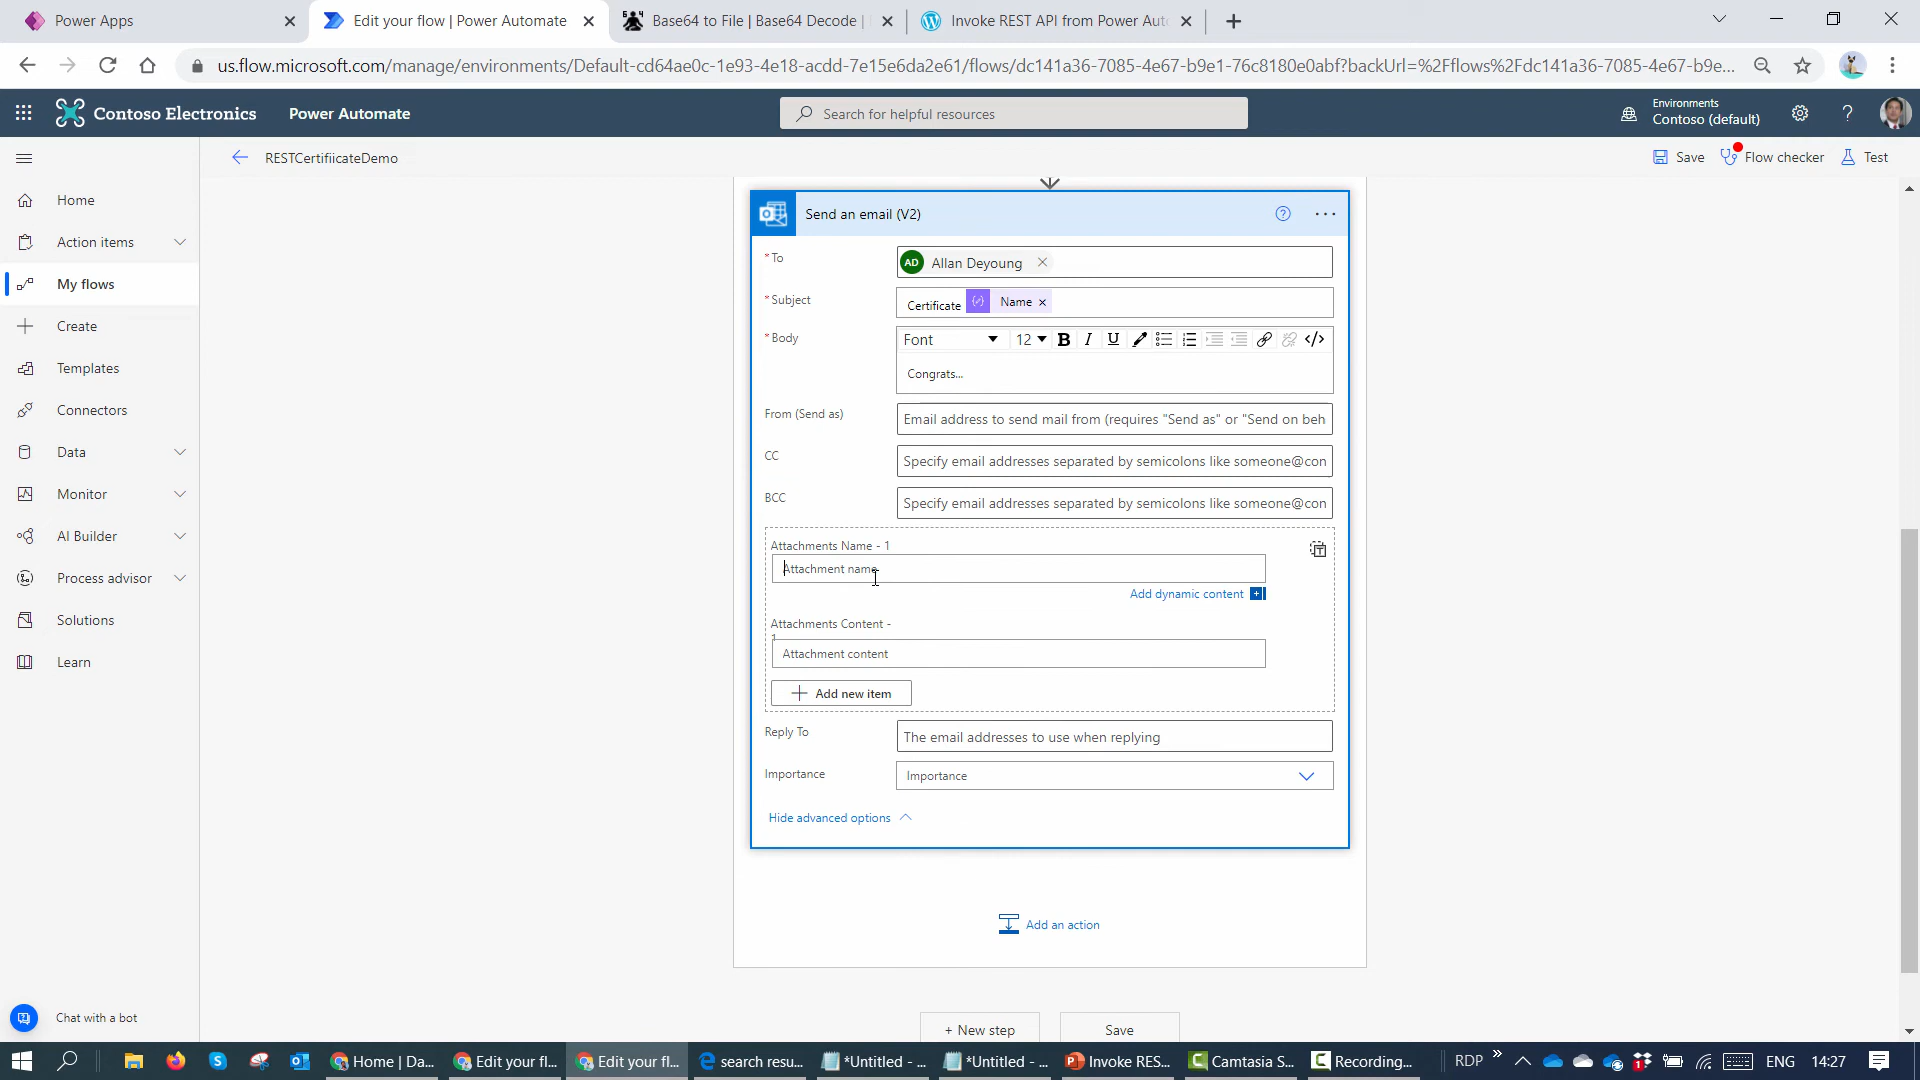 Power Apps
Edit your flow | Power Automate
Base64 to File | Base64 Decode |
Invoke REST API from Power Aut
us.flow.microsoft.com/manage/environments/Default-cd64ae0c-1e93-4e18-acdd-7e15e6da2e61/flows/dc141a36-7085-4e67-b9e1-76c8180e0abf?backUrl=%2Fflows%2Fdc141a36-7085-4e67-b9e...
Contoso Electronics
Power Automate
Search for helpful resources
Environments
Contoso (default)
RESTCertifiicateDemo
Save
Flow checker
Test
Home
Action items
My flows
Create
Templates
Connectors
Data
Monitor
AI Builder
Process advisor
Solutions
Learn
Chat with a bot
Send an email (V2)
* To
AD Allan Deyoung
* Subject
Certificate Name
* Body
Font 12 B I U
Congrats...
From (Send as)
Email address to send mail from (requires "Send as" or "Send on beh
CC
Specify email addresses separated by semicolons like someone@con
BCC
Specify email addresses separated by semicolons like someone@con
Attachments Name - 1
Attachment name
Add dynamic content
Attachments Content -
1
Attachment content
Add new item
Reply To
The email addresses to use when replying
Importance
Importance
Hide advanced options
Add an action
+ New step
Save
Home | Da...
Edit your fl...
Edit your fl...
search resu...
*Untitled - ...
*Untitled - ...
Invoke RES...
Camtasia S...
Recording...
RDP
ENG
14:27